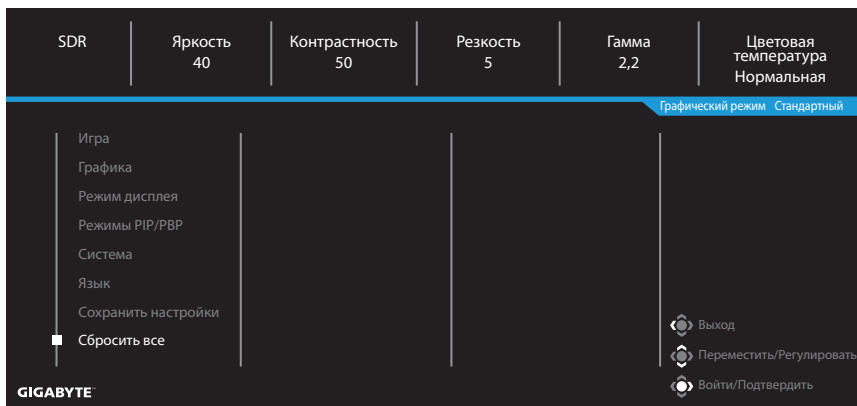 SDR
Яркость
40
Контрастность
50
Резкость
5
Гамма
2,2
Цветовая
температура
Нормальная
Графический режим Стандартный
Игра
Графика
Режим дисплея
Режимы PIP/PBP
Система
Язык
Сохранить настройки
Сбросить все
Выход
Переместить/Регулировать
Войти/Подтвердить
GIGABYTE™